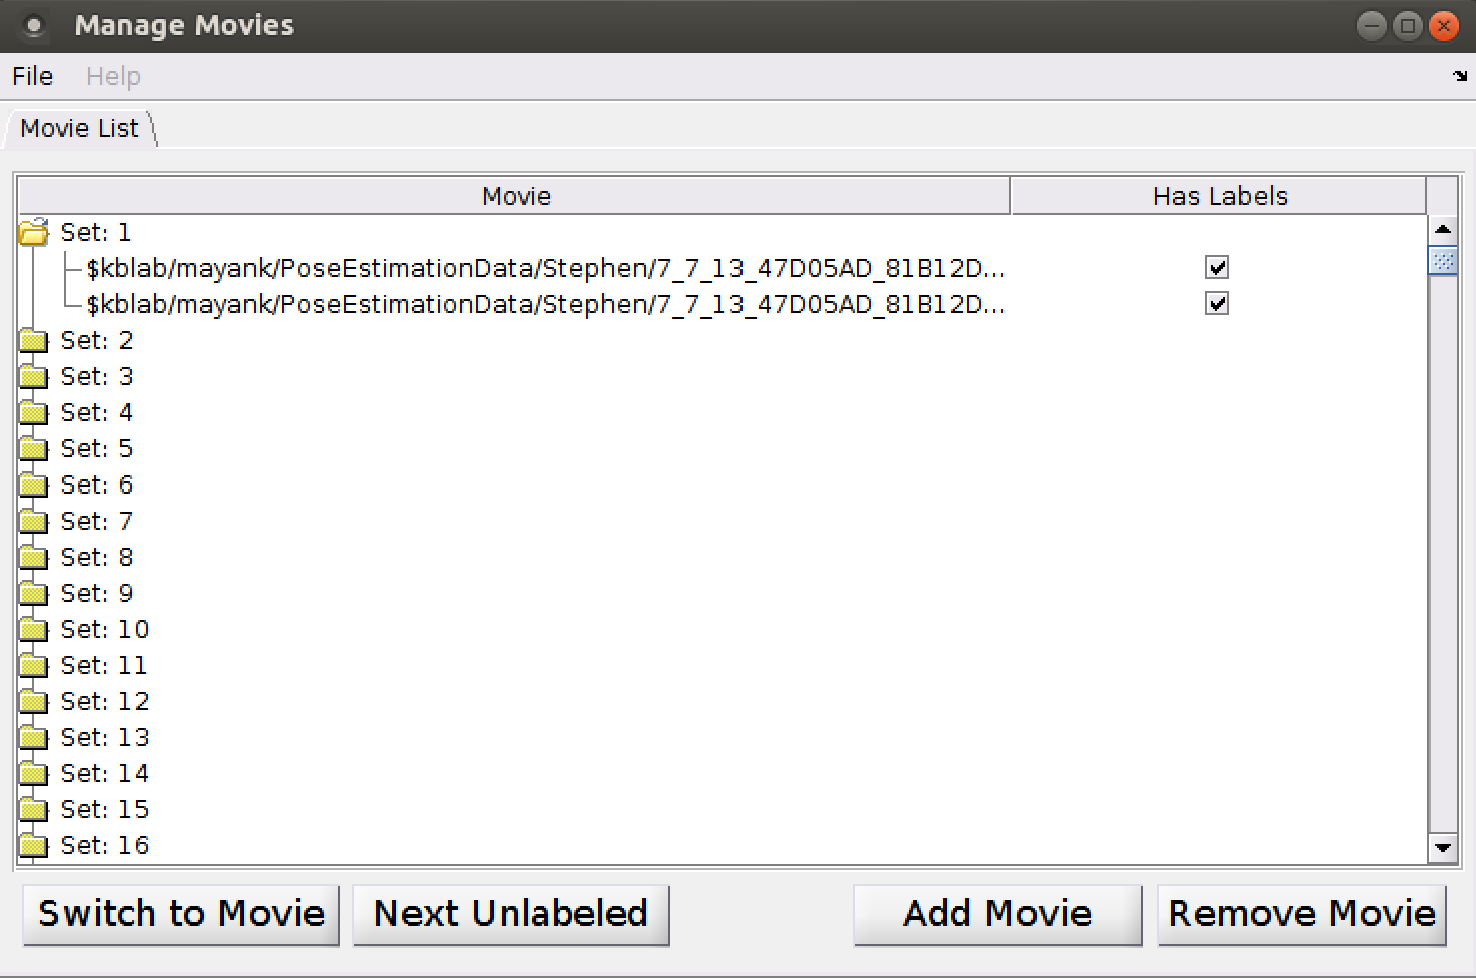 Manage Movies
File Help
Movie List
Movie Has Labels
Set: 1
$kblab/mayank/PoseEstimationData/Stephen/7_7_13_47D05AD_81B12D...
$kblab/mayank/PoseEstimationData/Stephen/7_7_13_47D05AD_81B12D...
Set: 2
Set: 3
Set: 4
Set: 5
Set: 6
Set: 7
Set: 8
Set: 9
Set: 10
Set: 11
Set: 12
Set: 13
Set: 14
Set: 15
Set: 16
Switch to Movie Next Unlabeled Add Movie Remove Movie